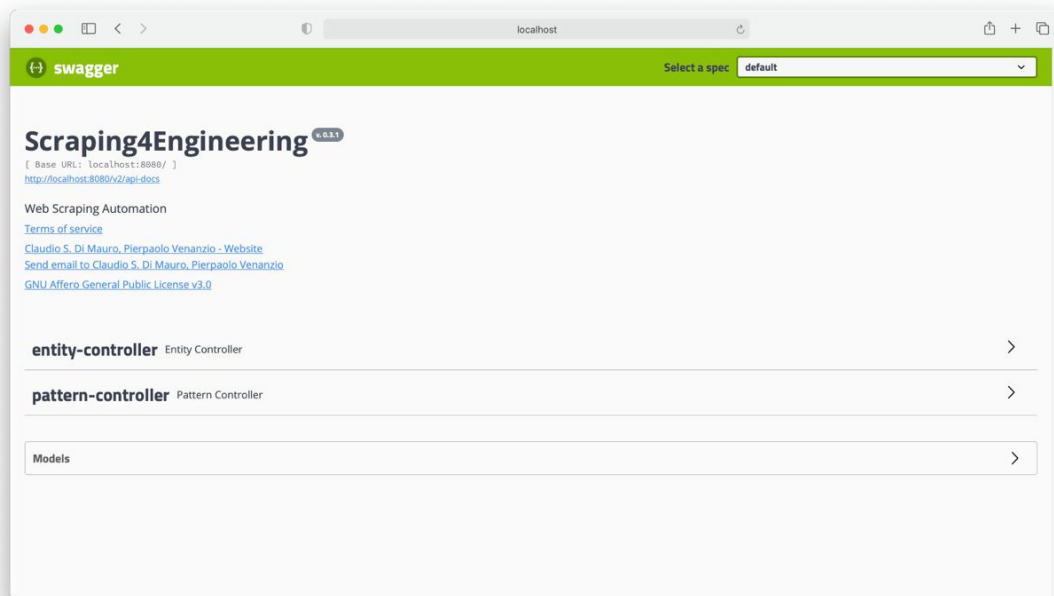 localhost
swagger
Select a spec
default
Scraping4Engineering v. 0.3.1
[ Base URL: localhost:8080/ ]
http://localhost:8080/v2/api-docs
Web Scraping Automation
Terms of service
Claudio S. Di Mauro, Pierpaolo Venanzio - Website
Send email to Claudio S. Di Mauro, Pierpaolo Venanzio
GNU Affero General Public License v3.0
entity-controller Entity Controller
pattern-controller Pattern Controller
Models